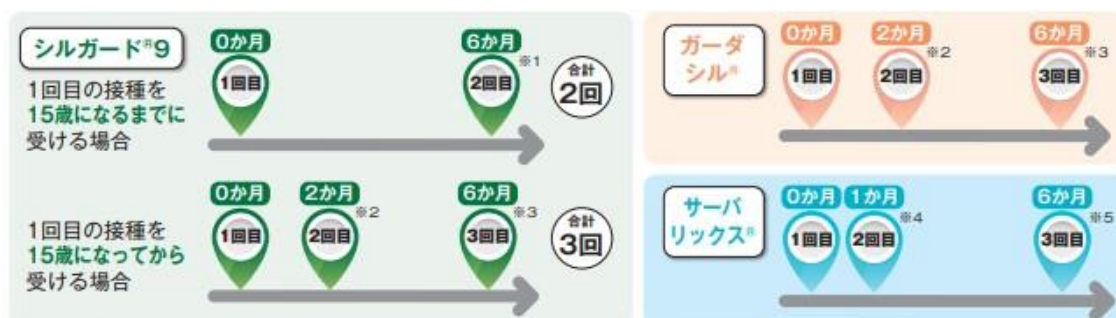 シルガード®9
1回目の接種を
15歳になるまでに
受ける場合
0か月
1回目
6か月
2回目
※1
合計
2回
1回目の接種を
15歳になってから
受ける場合
0か月
1回目
2か月
2回目
※2
6か月
3回目
※3
合計
3回
ガーダ
シル®
0か月
1回目
2か月
2回目
※2
6か月
3回目
※3
サーバ
リックス®
0か月
1回目
1か月
2回目
※4
6か月
3回目
※5